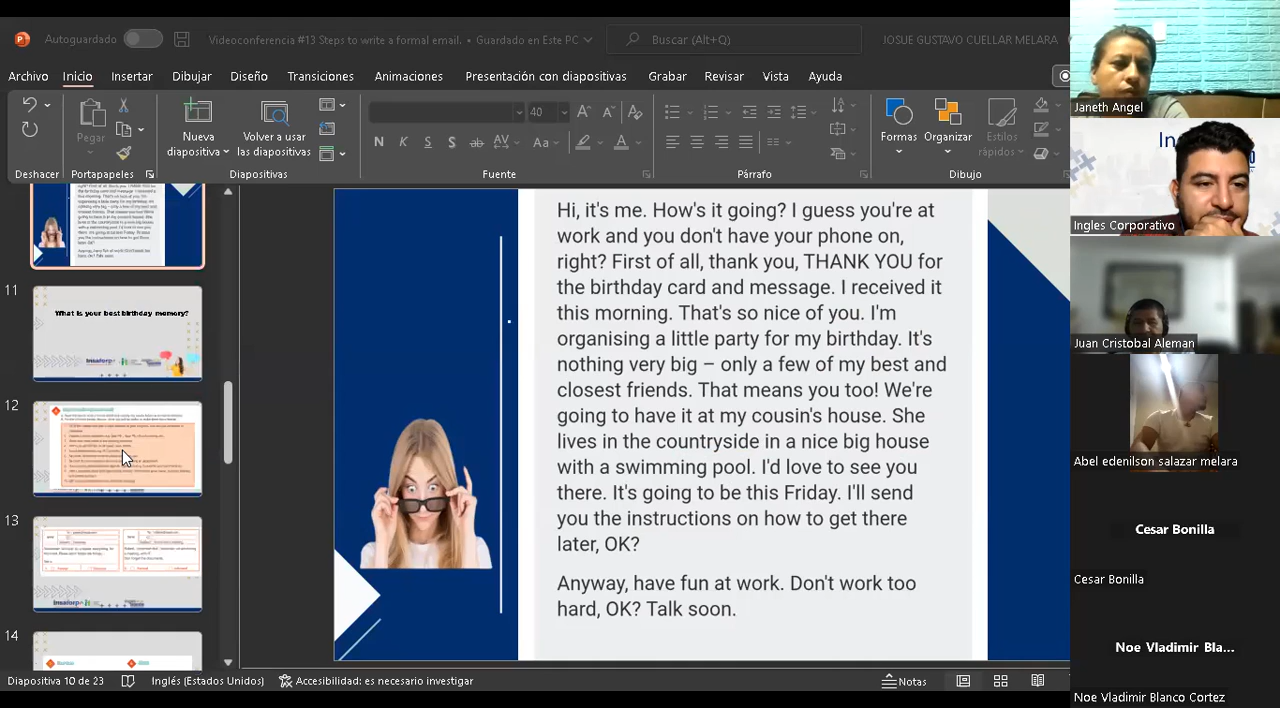 Autoguardado
Videoconferencia #13 Steps to write a formal em
Buscar (Alt+Q)
JOSUE GUSTAVO CUELLAR MELARA
Archivo Inicio Insertar Dibujar Diseño Transiciones Animaciones Presentación con diapositivas Grabar Revisar Vista Ayuda
Pegar
Nueva diapositiva
Volver a usar las diapositivas
40
N K S S ab AV Aa A
Formas
Organizar
Estilos rápidos
Deshacer Portapapeles Diapositivas Fuente Párrafo Dibujo
11
What is your best birthday memory?
12
13
14
Hi, it's me. How's it going? I guess you're at
work and you don't have your phone on,
right? First of all, thank you, THANK YOU for
the birthday card and message. I received it
this morning. That's so nice of you. I'm
organising a little party for my birthday. It's
nothing very big – only a few of my best and
closest friends. That means you too! We're
going to have it at my cousin's house. She
lives in the countryside in a huge big house
with a swimming pool. I'd love to see you
there. It's going to be this Friday. I'll send
you the instructions on how to get there
later, OK?
Anyway, have fun at work. Don't work too
hard, OK? Talk soon.
Diapositiva 10 de 23
Inglés (Estados Unidos)
Accesibilidad: es necesario investigar
Notas
Janeth Angel
In
Ingles Corporativo
Juan Cristobal Aleman
Abel edenilson salazar melara
Cesar Bonilla
Cesar Bonilla
Noe Vladimir Bla...
Noe Vladimir Blanco Cortez